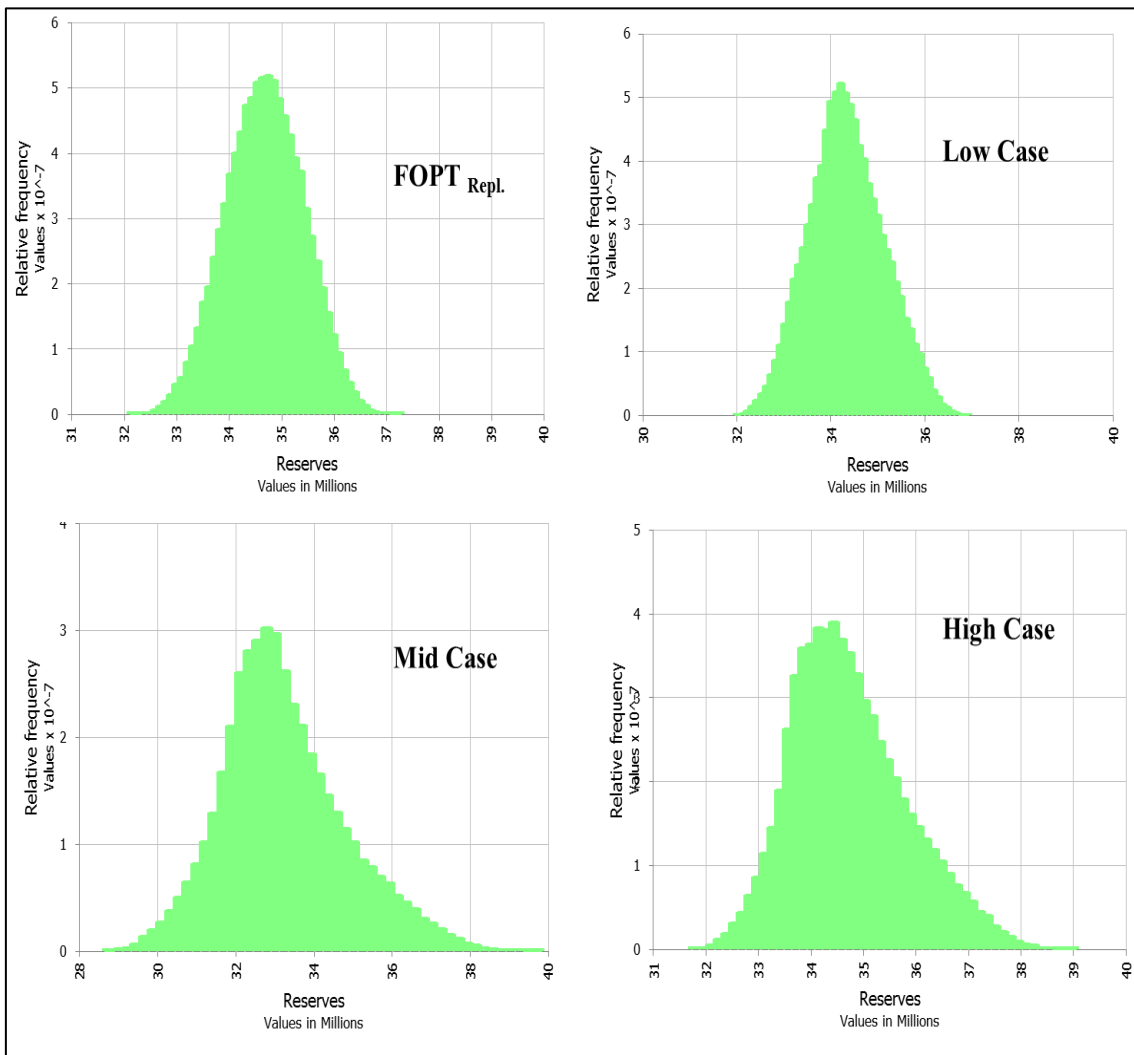 6
5
4
3
2
1
0
Relative frequency
Values x 10^-7
FOPT Repl.
31 32 33 34 35 36 37 38 39 40
Reserves
Values in Millions
6
5
4
3
2
1
0
Relative frequency
Values x 10^-7
Low Case
30 32 34 36 38 40
Reserves
Values in Millions
4
3
2
1
0
Relative frequency
Values x 10^-7
Mid Case
28 30 32 34 36 38 40
Reserves
Values in Millions
5
4
3
2
1
0
Relative frequency
Values x 10^-7
High Case
31 32 33 34 35 36 37 38 39 40
Reserves
Values in Millions